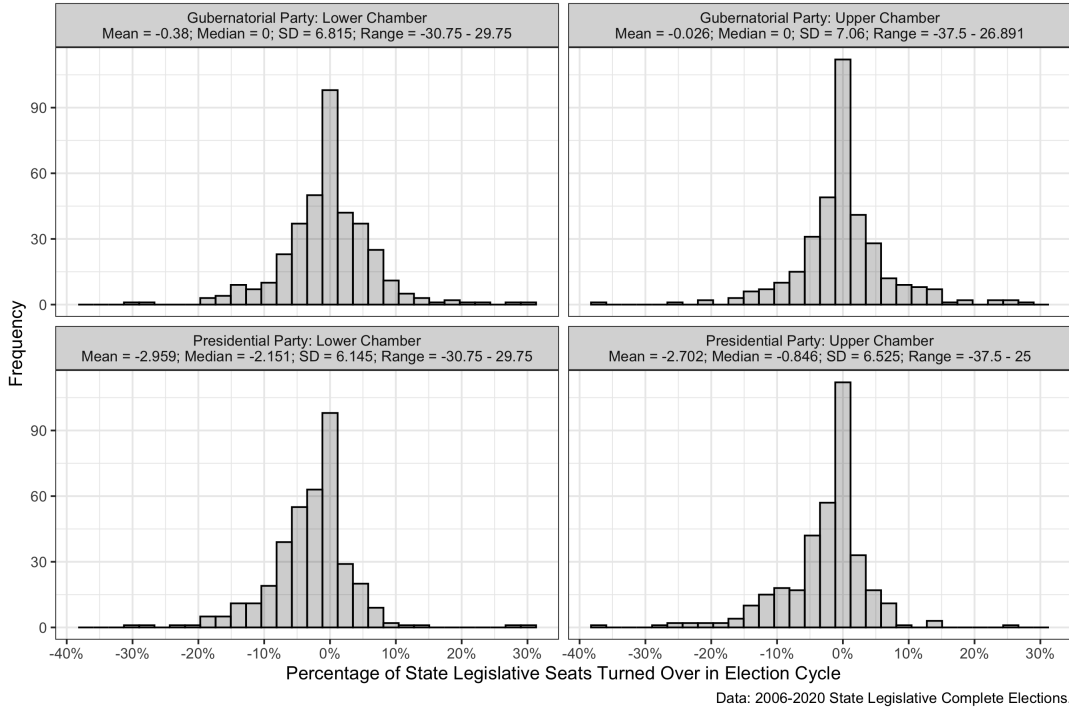 Gubernatorial Party: Lower Chamber
Mean = -0.38; Median = 0; SD = 6.815; Range = -30.75 - 29.75
Gubernatorial Party: Upper Chamber
Mean = -0.026; Median = 0; SD = 7.06; Range = -37.5 - 26.891
90
60
30
0
Frequency
Presidential Party: Lower Chamber
Mean = -2.959; Median = -2.151; SD = 6.145; Range = -30.75 - 29.75
Presidential Party: Upper Chamber
Mean = -2.702; Median = -0.846; SD = 6.525; Range = -37.5 - 25
90
60
30
0
-40% -30% -20% -10% 0% 10% 20% 30%
-40% -30% -20% -10% 0% 10% 20% 30%
Percentage of State Legislative Seats Turned Over in Election Cycle
Data: 2006-2020 State Legislative Complete Elections